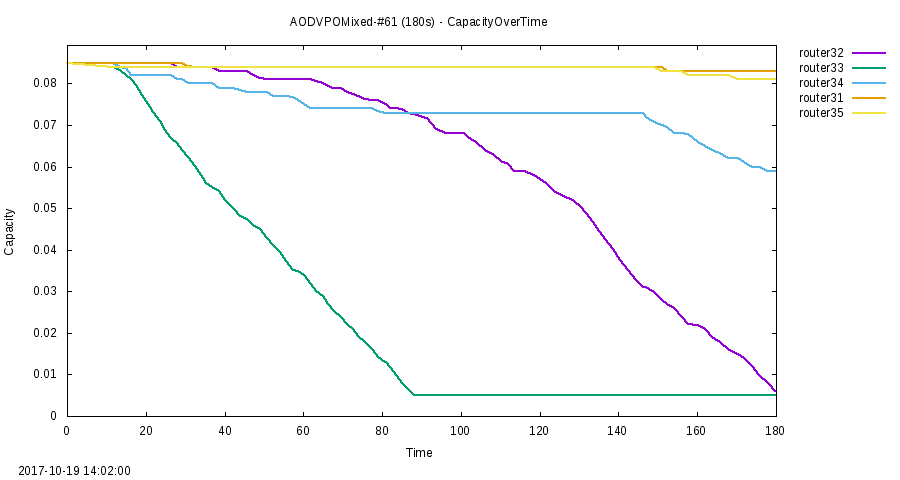 AODVPOMixed-#61 (180s) - CapacityOverTime
router32
router33
router34
router31
router35
0.08
0.07
0.06
0.05
0.04
0.03
0.02
0.01
0
Capacity
0 20 40 60 80 100 120 140 160 180
Time
2017-10-19 14:02:00